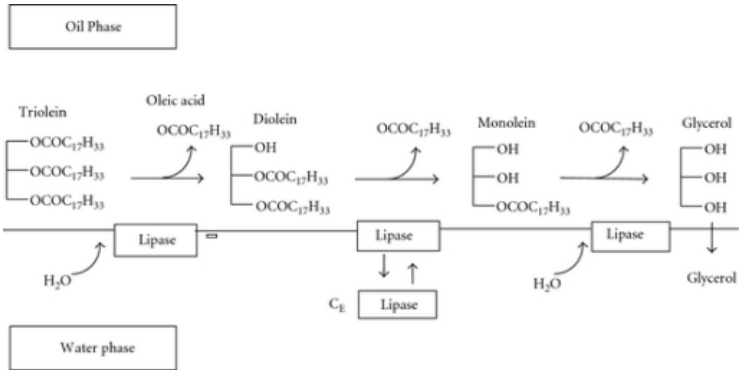 Oil Phase
Triolein
Oleic acid
Diolein
Monolein
Glycerol
OCOC₁₇H₃₃
OCOC₁₇H₃₃
OCOC₁₇H₃₃
OCOC₁₇H₃₃
OH
OCOC₁₇H₃₃
OCOC₁₇H₃₃
OCOC₁₇H₃₃
OH
OH
OCOC₁₇H₃₃
OCOC₁₇H₃₃
OH
OH
OH
Lipase
Lipase
Lipase
H₂O
H₂O
Glycerol
C_E
Lipase
Water phase